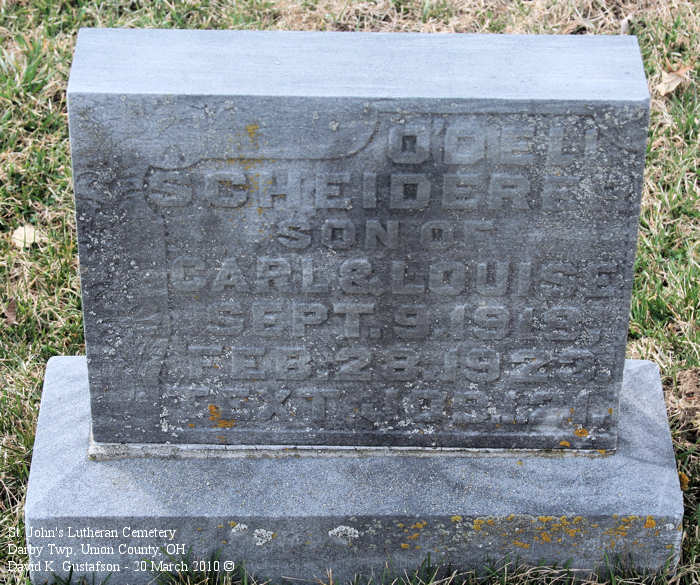 ODELL
SCHEIDERER
SON OF
CARL & LOUISE
SEPT. 9, 1919.
FEB. 28, 1923.
TEXT
St. John's Lutheran Cemetery
Darby Twp, Union County, OH
David K. Gustafson - 20 March 2010 ©